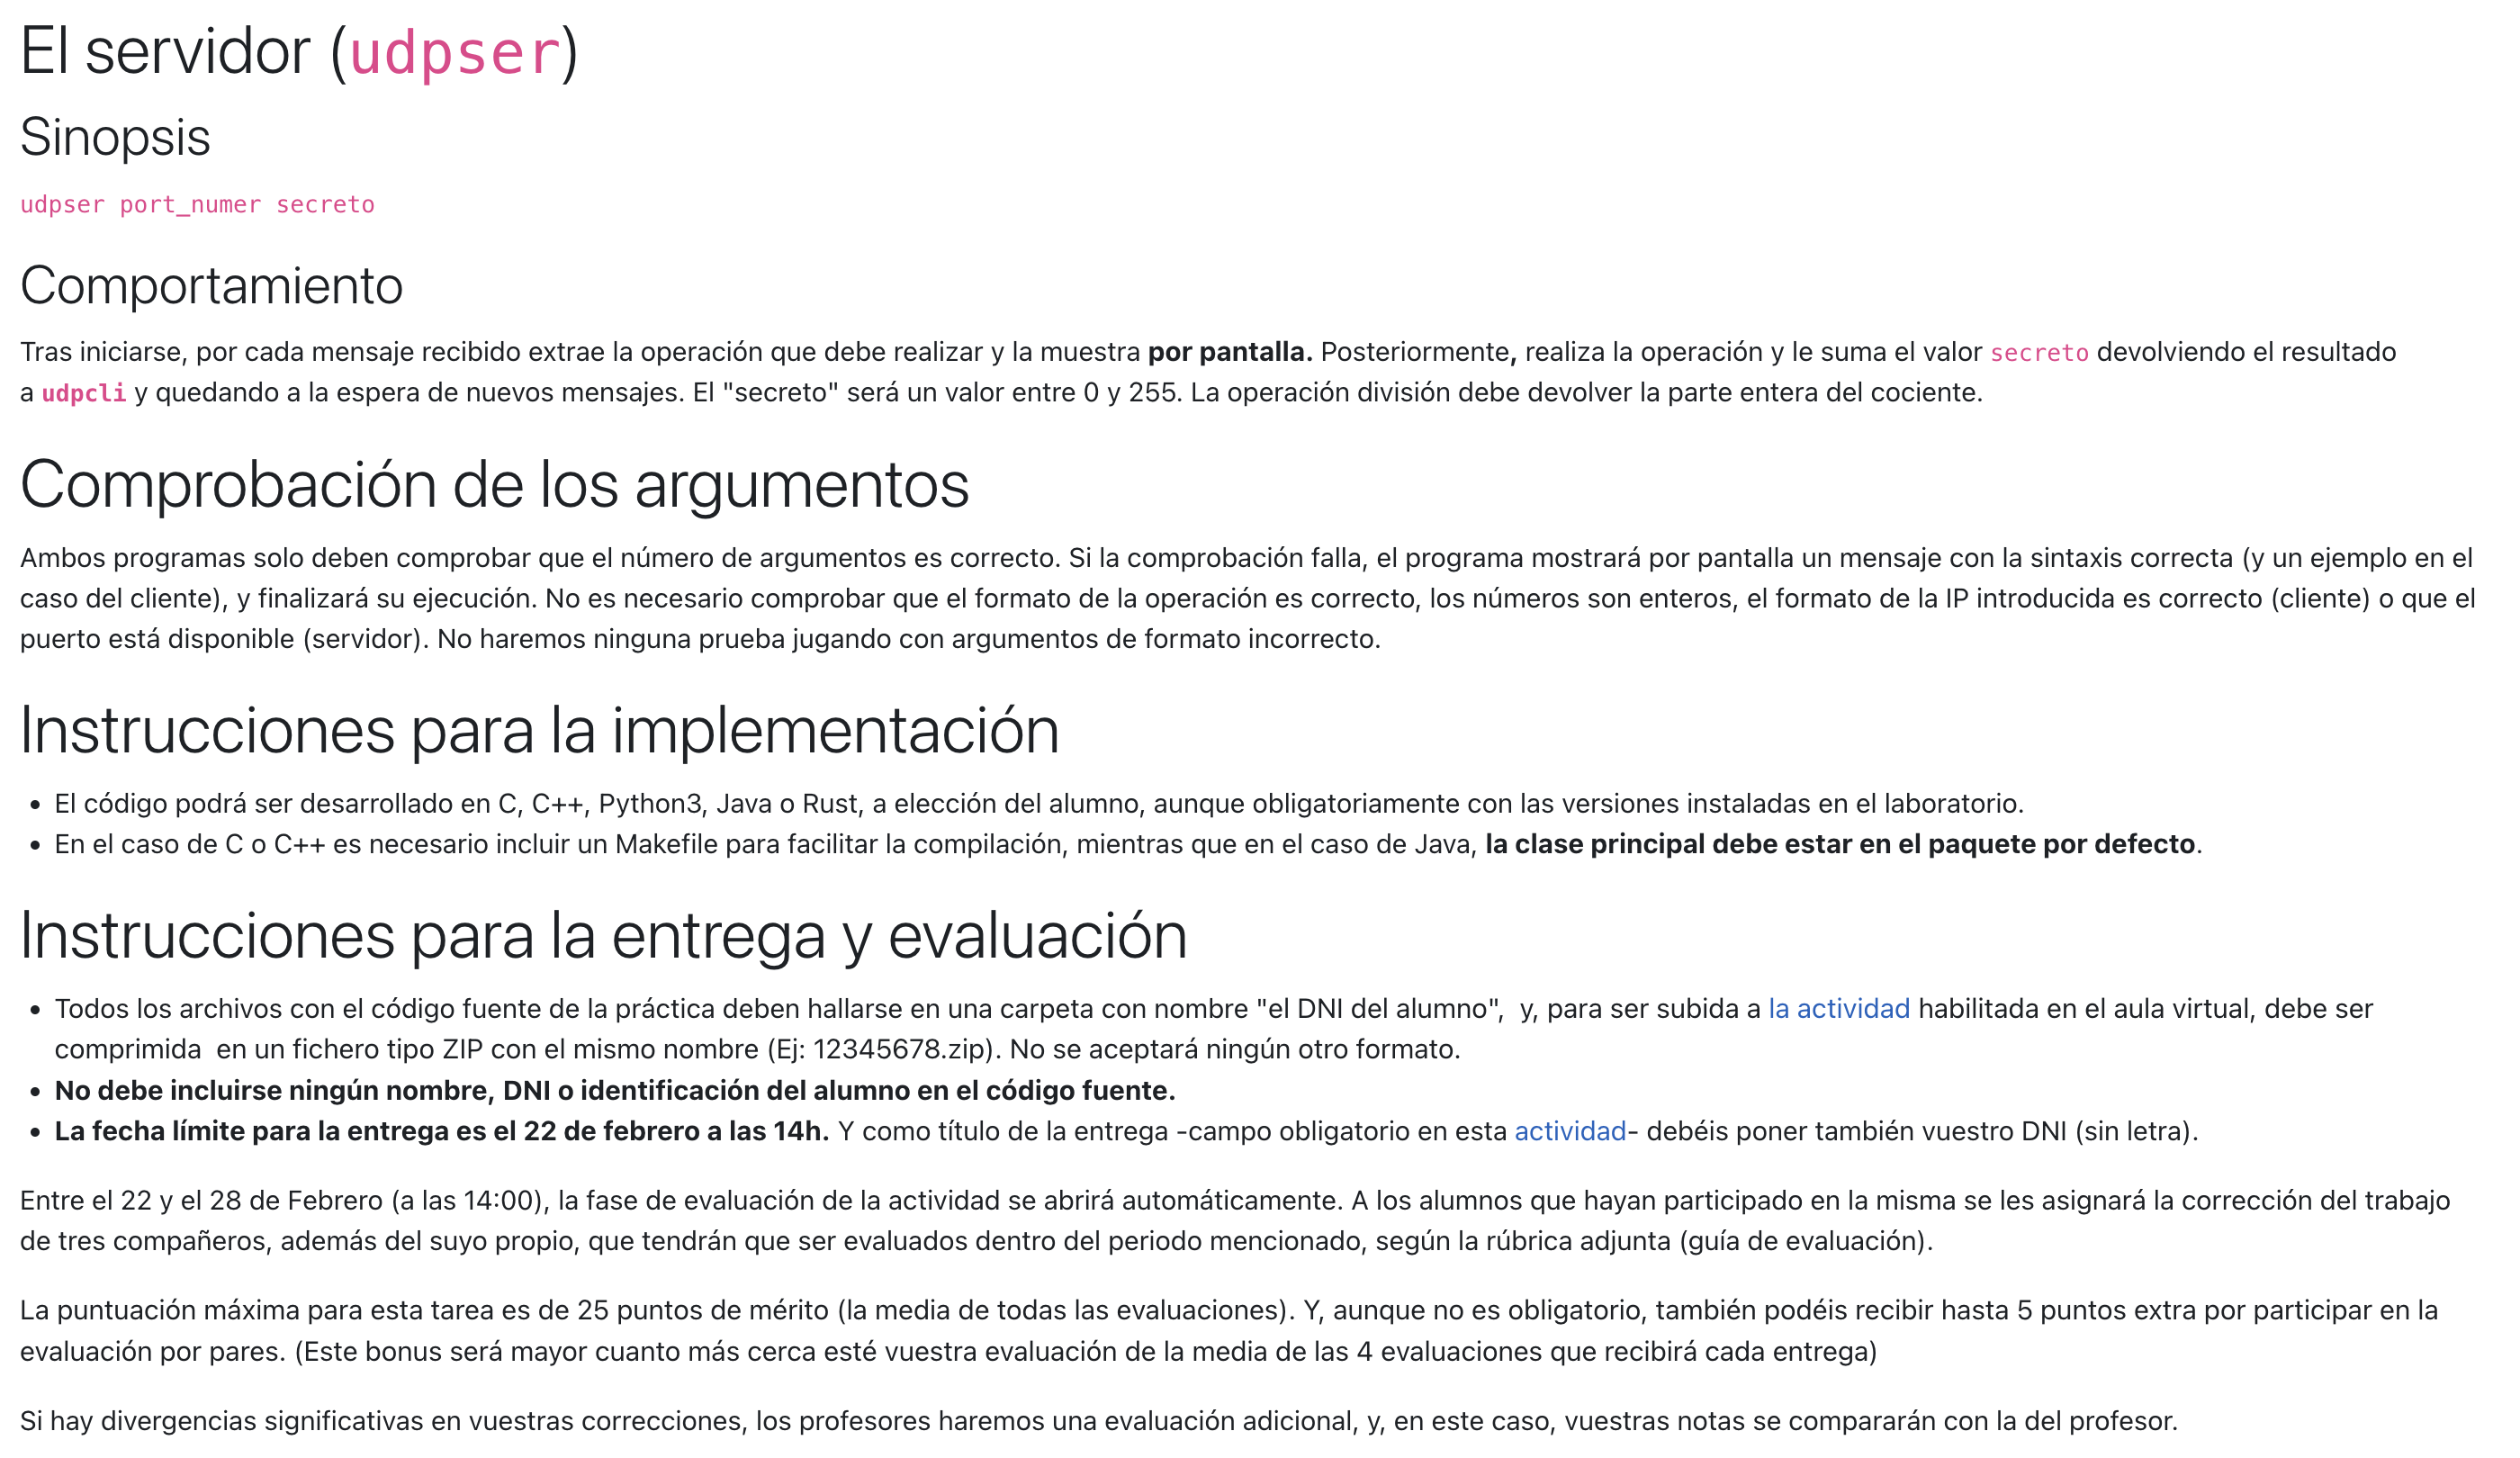 El servidor (udpser)
Sinopsis
udpser port_numer secreto
Comportamiento
Tras iniciarse, por cada mensaje recibido extrae la operación que debe realizar y la muestra por pantalla. Posteriormente, realiza la operación y le suma el valor secreto devolviendo el resultado
a udpcli y quedando a la espera de nuevos mensajes. El "secreto" será un valor entre 0 y 255. La operación división debe devolver la parte entera del cociente.
Comprobación de los argumentos
Ambos programas solo deben comprobar que el número de argumentos es correcto. Si la comprobación falla, el programa mostrará por pantalla un mensaje con la sintaxis correcta (y un ejemplo en el
caso del cliente), y finalizará su ejecución. No es necesario comprobar que el formato de la operación es correcto, los números son enteros, el formato de la IP introducida es correcto (cliente) o que el
puerto está disponible (servidor). No haremos ninguna prueba jugando con argumentos de formato incorrecto.
Instrucciones para la implementación
• El código podrá ser desarrollado en C, C++, Python3, Java o Rust, a elección del alumno, aunque obligatoriamente con las versiones instaladas en el laboratorio.
• En el caso de C o C++ es necesario incluir un Makefile para facilitar la compilación, mientras que en el caso de Java, la clase principal debe estar en el paquete por defecto.
Instrucciones para la entrega y evaluación
• Todos los archivos con el código fuente de la práctica deben hallarse en una carpeta con nombre "el DNI del alumno",  y, para ser subida a la actividad habilitada en el aula virtual, debe ser
comprimida  en un fichero tipo ZIP con el mismo nombre (Ej: 12345678.zip). No se aceptará ningún otro formato.
• No debe incluirse ningún nombre, DNI o identificación del alumno en el código fuente.
• La fecha límite para la entrega es el 22 de febrero a las 14h. Y como título de la entrega -campo obligatorio en esta actividad- debéis poner también vuestro DNI (sin letra).
Entre el 22 y el 28 de Febrero (a las 14:00), la fase de evaluación de la actividad se abrirá automáticamente. A los alumnos que hayan participado en la misma se les asignará la corrección del trabajo
de tres compañeros, además del suyo propio, que tendrán que ser evaluados dentro del periodo mencionado, según la rúbrica adjunta (guía de evaluación).
La puntuación máxima para esta tarea es de 25 puntos de mérito (la media de todas las evaluaciones). Y, aunque no es obligatorio, también podéis recibir hasta 5 puntos extra por participar en la
evaluación por pares. (Este bonus será mayor cuanto más cerca esté vuestra evaluación de la media de las 4 evaluaciones que recibirá cada entrega)
Si hay divergencias significativas en vuestras correcciones, los profesores haremos una evaluación adicional, y, en este caso, vuestras notas se compararán con la del profesor.